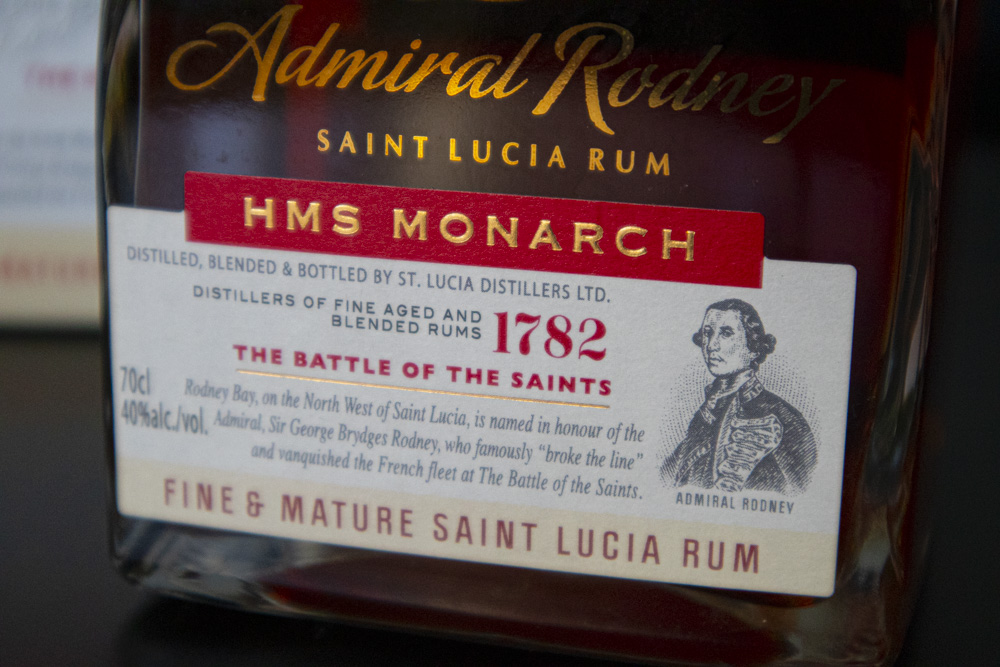 Admiral Rodney
SAINT LUCIA RUM
HMS MONARCH
DISTILLED, BLENDED & BOTTLED BY ST. LUCIA DISTILLERS LTD.
DISTILLERS OF FINE AGED AND
BLENDED RUMS
1782
THE BATTLE OF THE SAINTS
70cl
40%alc./vol.
Rodney Bay, on the North West of Saint Lucia, is named in honour of the
Admiral, Sir George Brydges Rodney, who famously "broke the line"
and vanquished the French fleet at The Battle of the Saints.
ADMIRAL RODNEY
FINE & MATURE SAINT LUCIA RUM